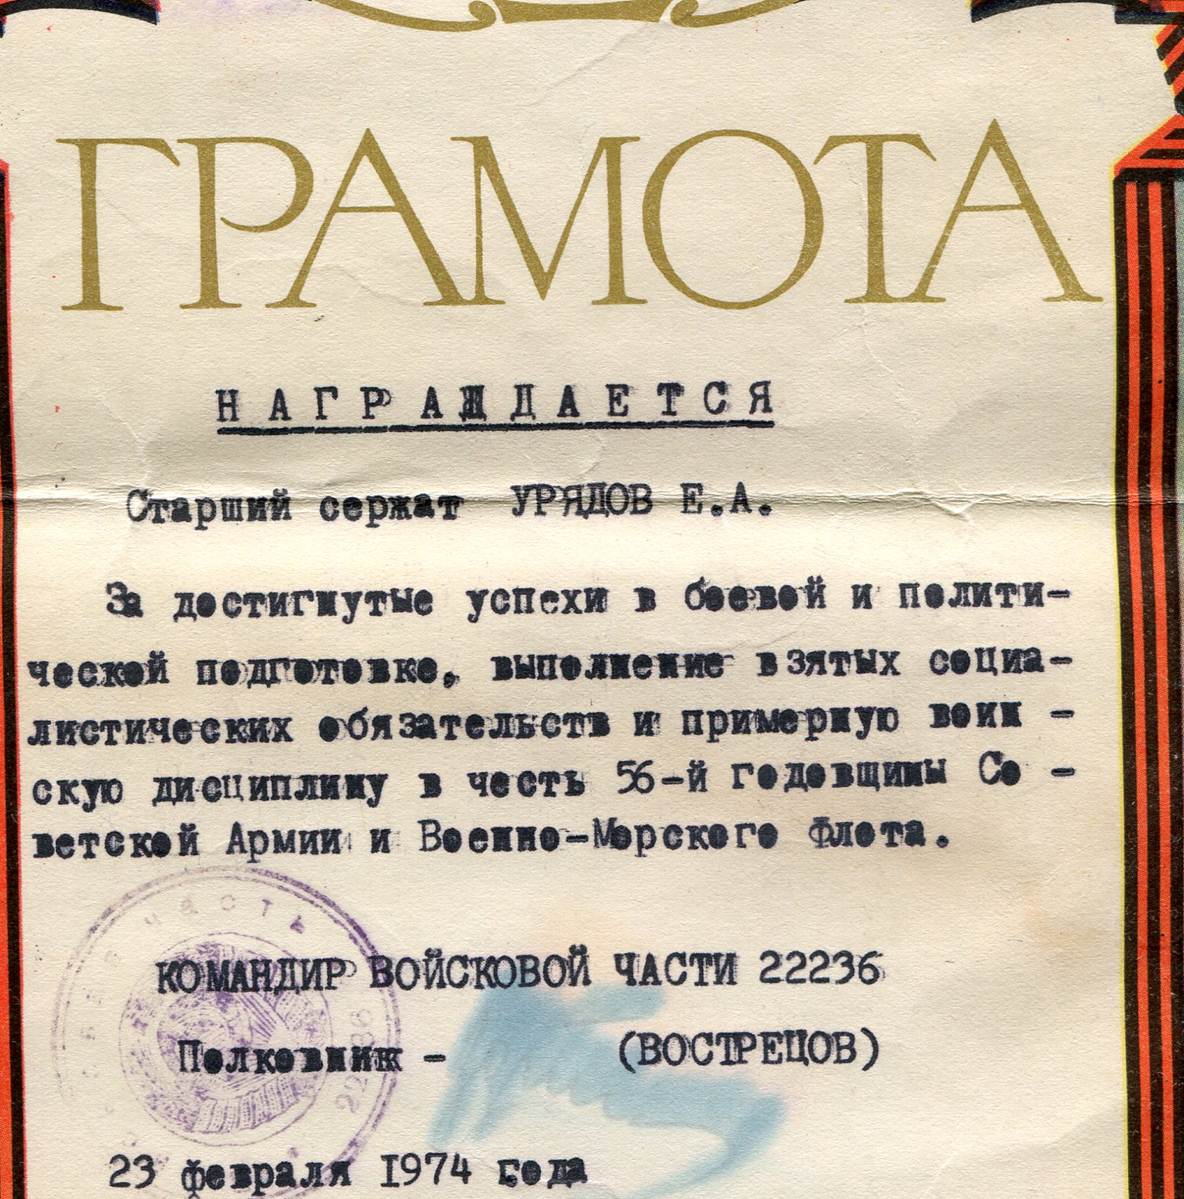 ГРАМОТА
НАГРАЖДАЕТСЯ
Старший сержат УРЯДОВ Е.А.
За достигнутые успехи в боевой и полити-
ческой подготовке, выполнение взятых социа-
листических обязательств и примерную воин -
скую дисциплину в честь 56-й годовщины Со -
ветской Армии и Военно-Морского Флота.
ЧАСТЬ
КОМАНДИР ВОЙСКОВОЙ ЧАСТИ 22236
Полковник - (ВОСТРЕЦОВ)
22236
23 февраля 1974 года